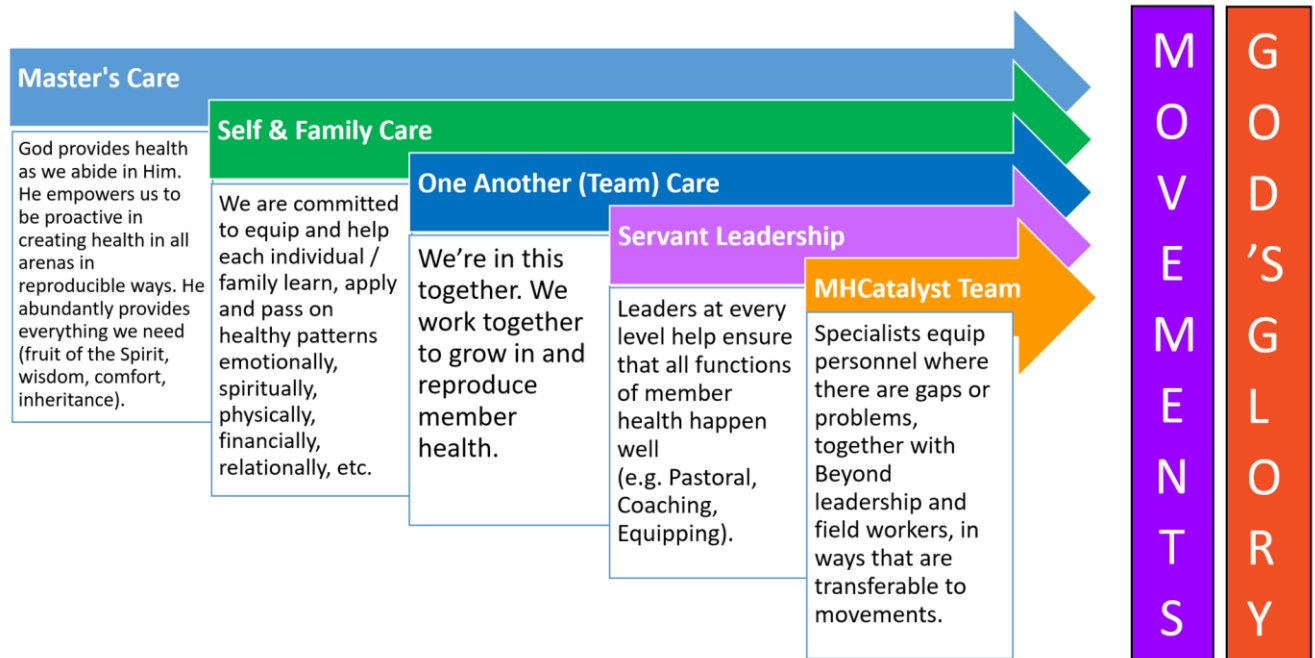 Master's Care
God provides health
as we abide in Him.
He empowers us to
be proactive in
creating health in all
arenas in
reproducible ways. He
abundantly provides
everything we need
(fruit of the Spirit,
wisdom, comfort,
inheritance).
Self & Family Care
We are committed
to equip and help
each individual /
family learn, apply
and pass on
healthy patterns
emotionally,
spiritually,
physically,
financially,
relationally, etc.
One Another (Team) Care
We’re in this
together. We
work together
to grow in and
reproduce
member
health.
Servant Leadership
Leaders at every
level help ensure
that all functions
of member
health happen
well
(e.g. Pastoral,
Coaching,
Equipping).
MHCatalyst Team
Specialists equip
personnel where
there are gaps or
problems,
together with
Beyond
leadership and
field workers, in
ways that are
transferable to
movements.
MOVEMENTS
GOD’S GLORY